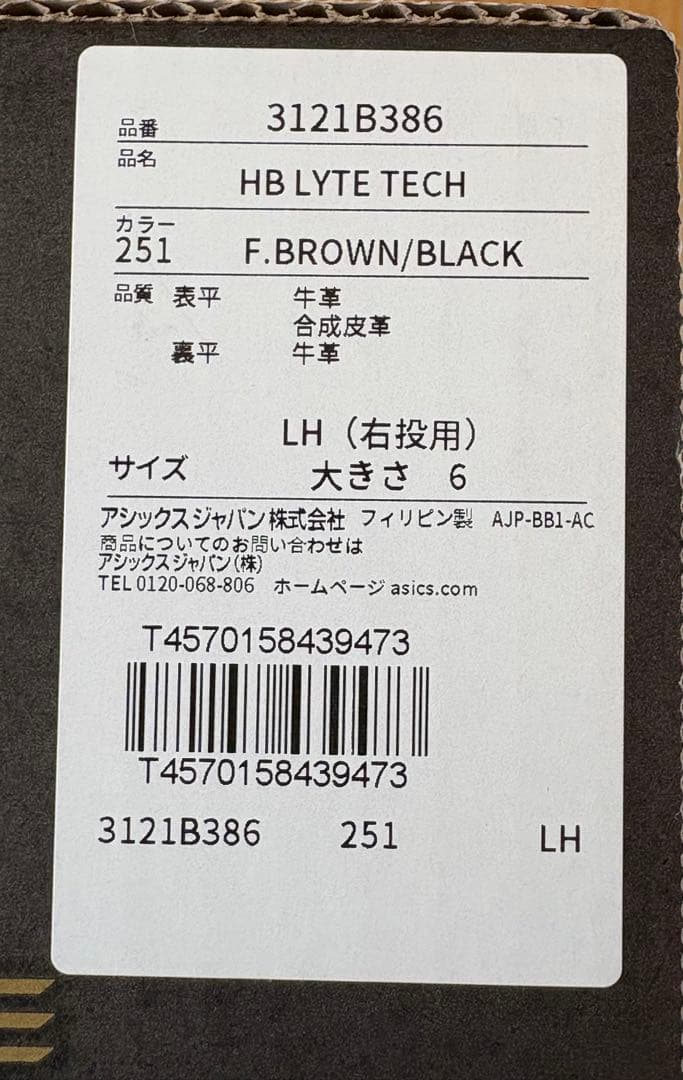 品番 3121B386
品名
HB LYTE TECH
カラー
251 F.BROWN/BLACK
品質 表平 牛革
合成皮革
裏平 牛革
LH（右投用）
サイズ 大きさ 6
アシックスジャパン株式会社 フィリピン製 AJP-BB1-AC
商品についてのお問い合わせは
アシックスジャパン(株)
TEL 0120-068-806 ホームページ asics.com
T4570158439473
T4570158439473
3121B386 251 LH